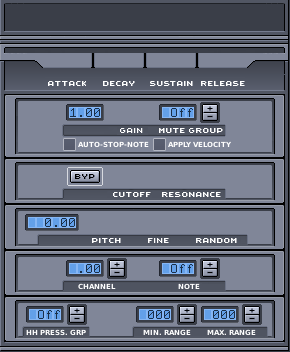 ATTACK DECAY SUSTAIN RELEASE
1.00 Off + -
GAIN MUTE GROUP
AUTO-STOP-NOTE APPLY VELOCITY
BYP
CUTOFF RESONANCE
0.00
PITCH FINE RANDOM
1.00 + - Off + -
CHANNEL NOTE
Off + - 000 + - 000 + -
HH PRESS. GRP MIN. RANGE MAX. RANGE